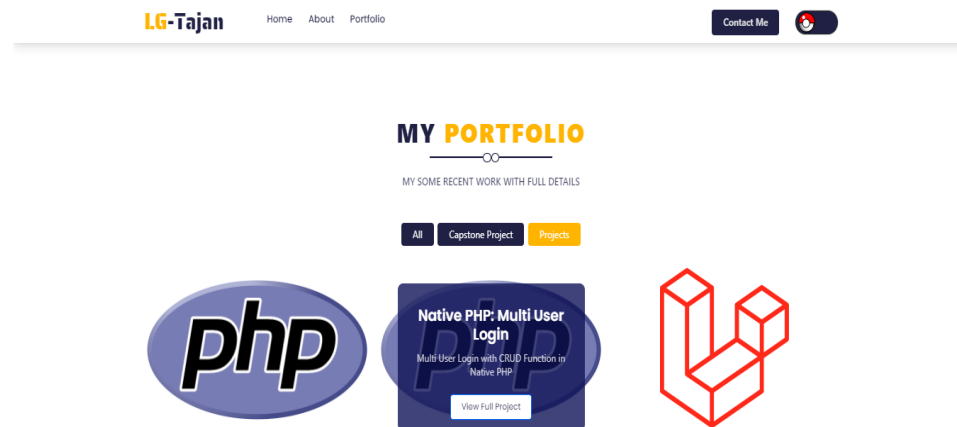 LG-Tajan
Home About Portfolio
Contact Me
MY PORTFOLIO
MY SOME RECENT WORK WITH FULL DETAILS
All Capstone Project Projects
php
php
Native PHP: Multi User
Login
Multi User Login with CRUD Function in
Native PHP
View Full Project